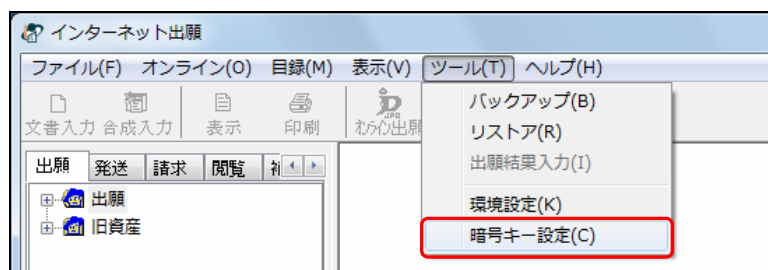 インターネット出願
ファイル(F) オンライン(O) 目録(M) 表示(V) ツール(T) ヘルプ(H)
文書入力 合成入力 表示 印刷 オンライン出願
JPO
バックアップ(B)
リストア(R)
出願結果入力(I)
環境設定(K)
暗号キー設定(C)
出願 発送 請求 閲覧
出願
旧資産